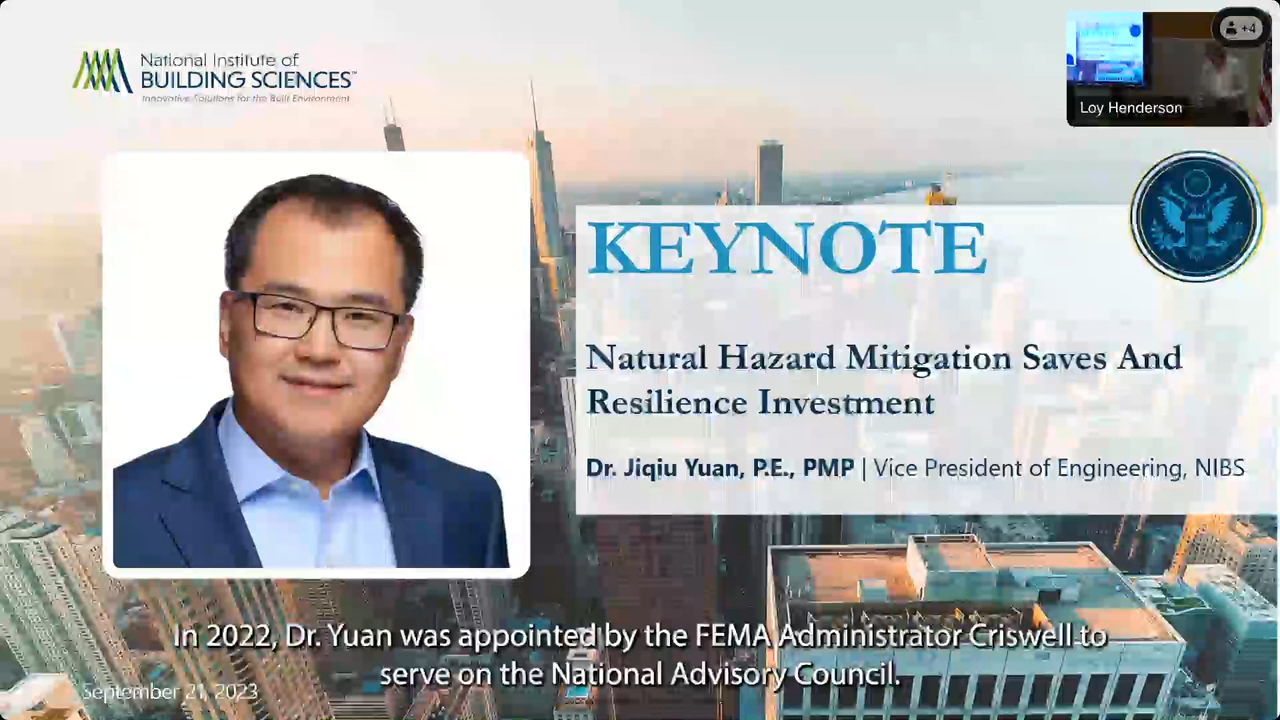 National Institute of
BUILDING SCIENCES™
Innovative Solutions for the Built Environment
+4
Loy Henderson
KEYNOTE
Natural Hazard Mitigation Saves And
Resilience Investment
Dr. Jiqiu Yuan, P.E., PMP | Vice President of Engineering, NIBS
In 2022, Dr. Yuan was appointed by the FEMA Administrator Criswell to
serve on the National Advisory Council.
September 21, 2023